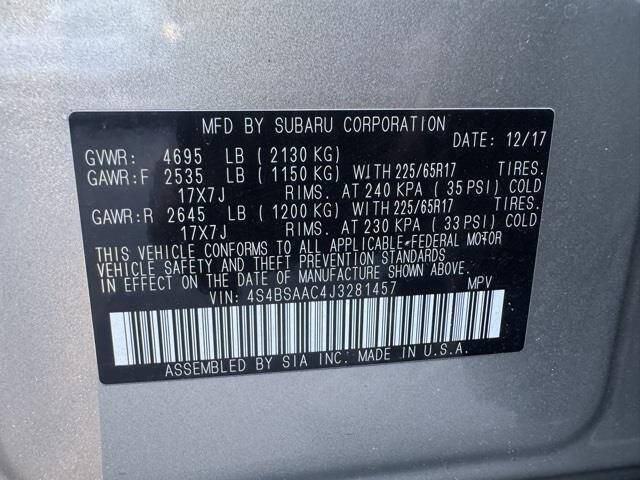 MFD BY SUBARU CORPORATION DATE: 12/17
GVWR: 4695 LB ( 2130 KG)
GAWR:F 2535 LB ( 1150 KG) WITH 225/65R17 TIRES.
17X7J RIMS. AT 240 KPA ( 35 PSI) COLD
GAWR:R 2645 LB ( 1200 KG) WITH 225/65R17 TIRES.
17X7J RIMS. AT 230 KPA ( 33 PSI) COLD
THIS VEHICLE CONFORMS TO ALL APPLICABLE FEDERAL MOTOR
VEHICLE SAFETY AND THEFT PREVENTION STANDARDS
IN EFFECT ON THE DATE OF MANUFACTURE SHOWN ABOVE.
VIN: 4S4BSAAC4J3281457 MPV
ASSEMBLED BY SIA INC. MADE IN U.S.A.